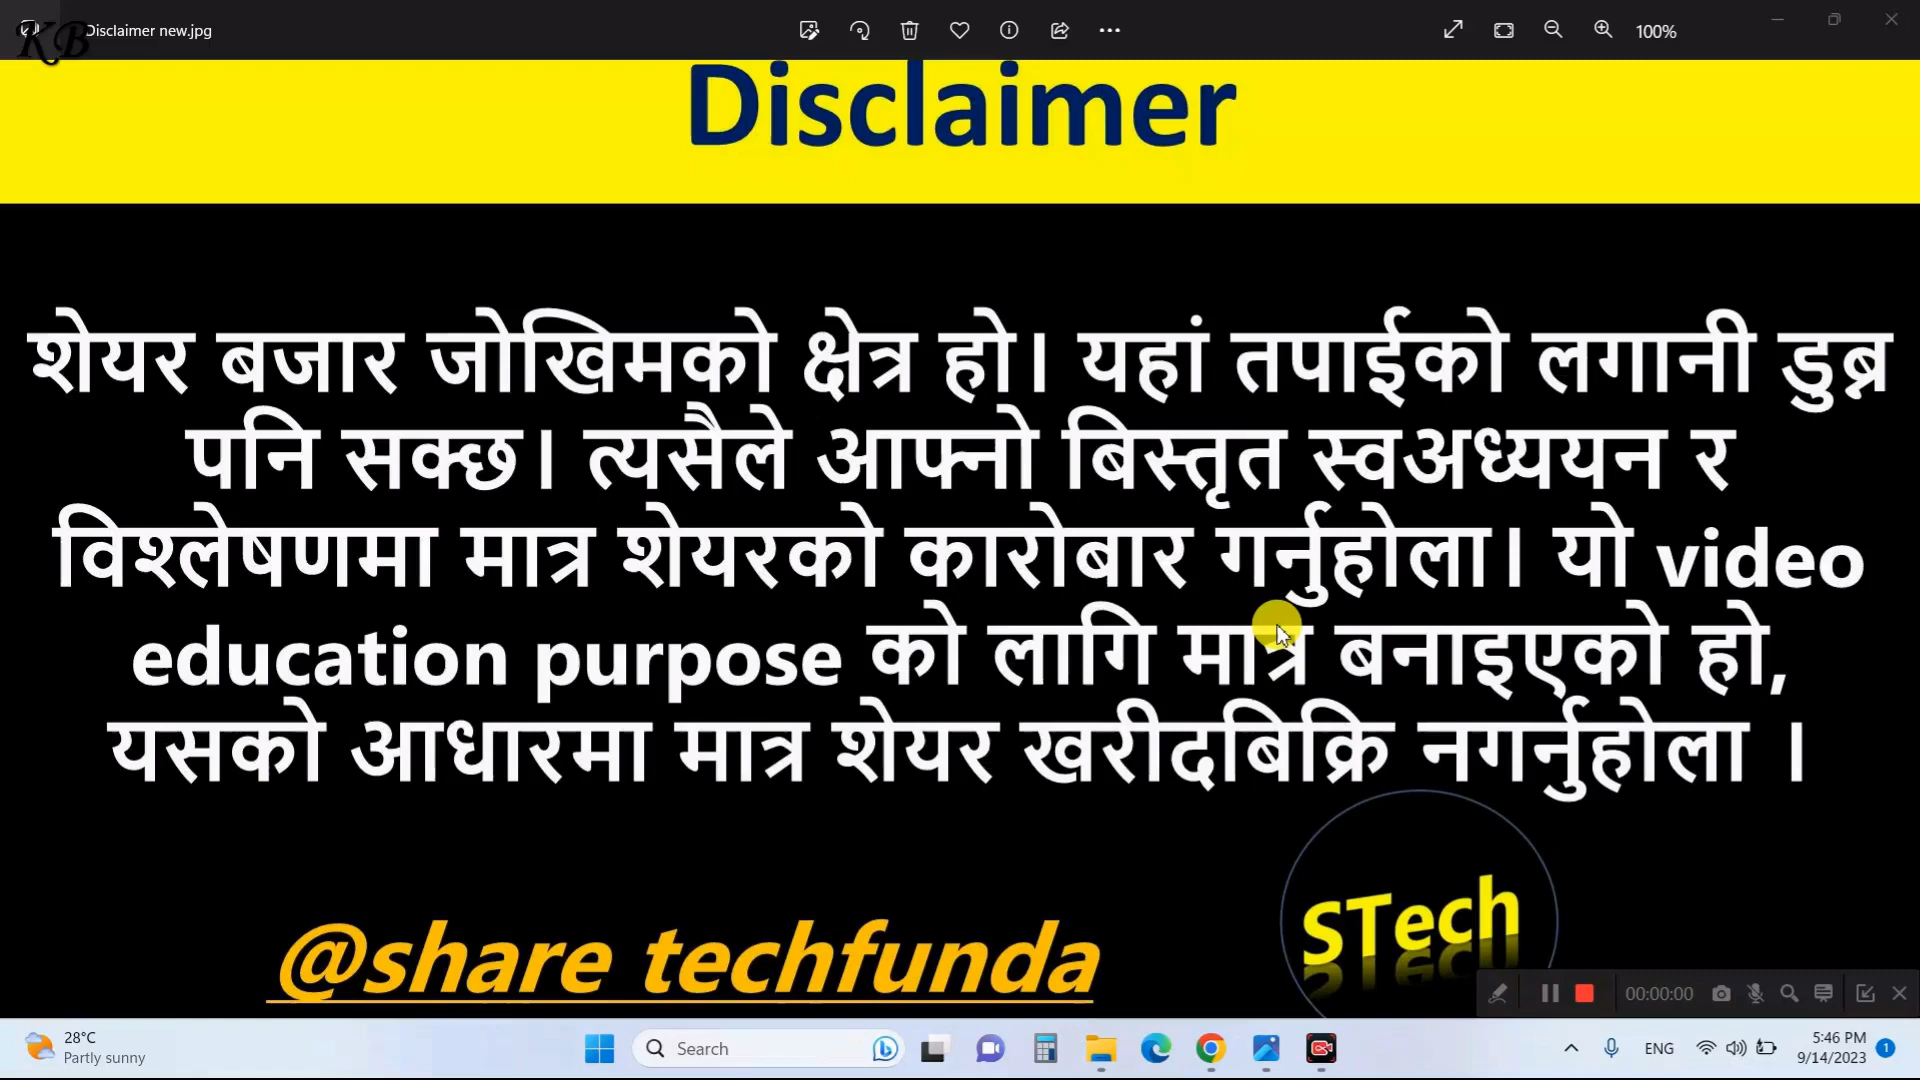 KB
Disclaimer new.jpg
100%
Disclaimer
शेयर बजार जोखिमको क्षेत्र हो। यहां तपाईको लगानी डुब्न
पनि सक्छ। त्यसैले आफ्नो बिस्तृत स्वअध्ययन र
विश्लेषणमा मात्र शेयरको कारोबार गर्नुहोला। यो video
education purpose को लागि मात्र बनाइएको हो,
यसको आधारमा मात्र शेयर खरीदबिक्रि नगर्नुहोला ।
@share techfunda
STech
00:00:00
28°C
Partly sunny
Search
ENG
5:46 PM
9/14/2023
1